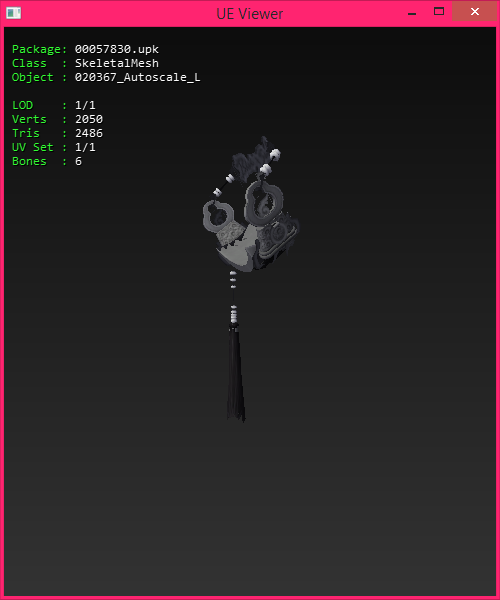 UE Viewer
Package: 00057830.upk
Class  : SkeletalMesh
Object : 020367_Autoscale_L
LOD    : 1/1
Verts  : 2050
Tris   : 2486
UV Set : 1/1
Bones  : 6